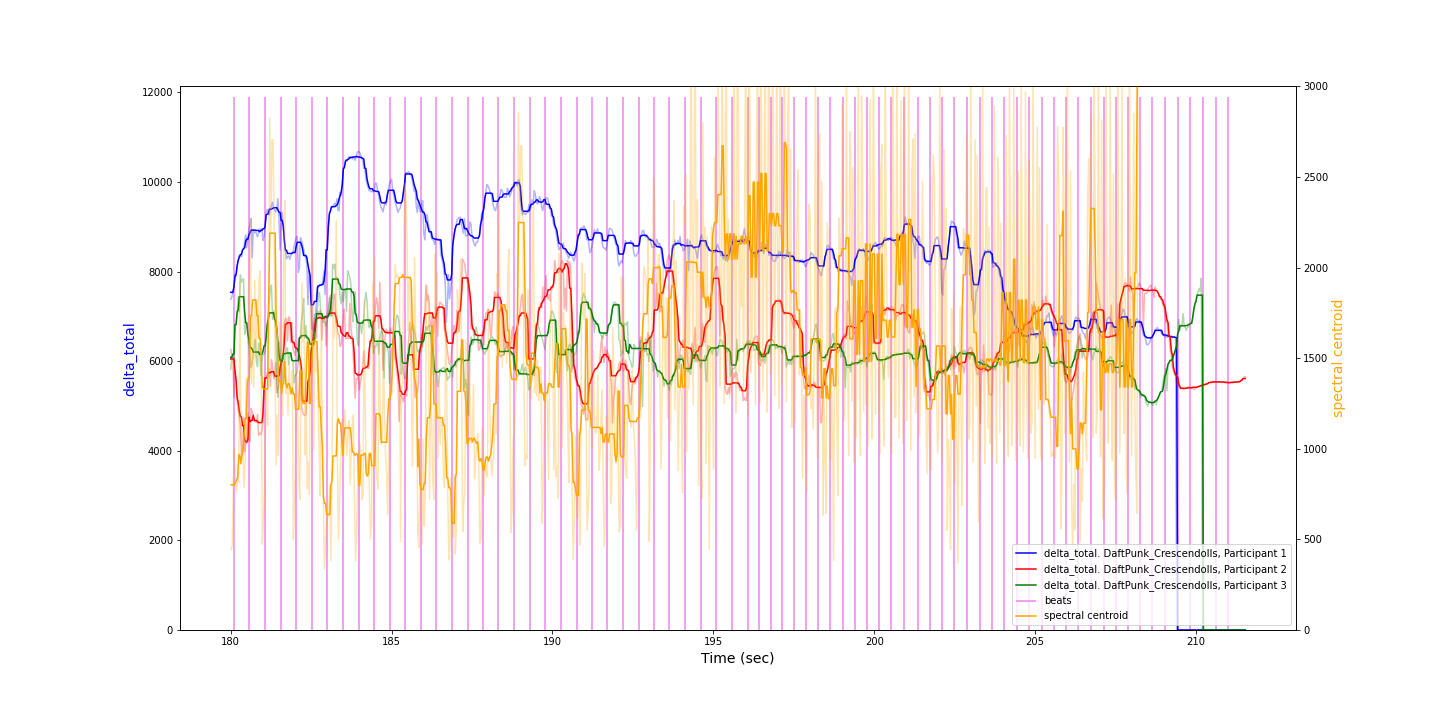 12000
10000
8000
6000
4000
2000
0
delta_total
3000
2500
2000
1500
1000
500
0
spectral centroid
delta_total. DaftPunk_Crescendolls, Participant 1
delta_total. DaftPunk_Crescendolls, Participant 2
delta_total. DaftPunk_Crescendolls, Participant 3
beats
spectral centroid
180 185 190 195 200 205 210
Time (sec)